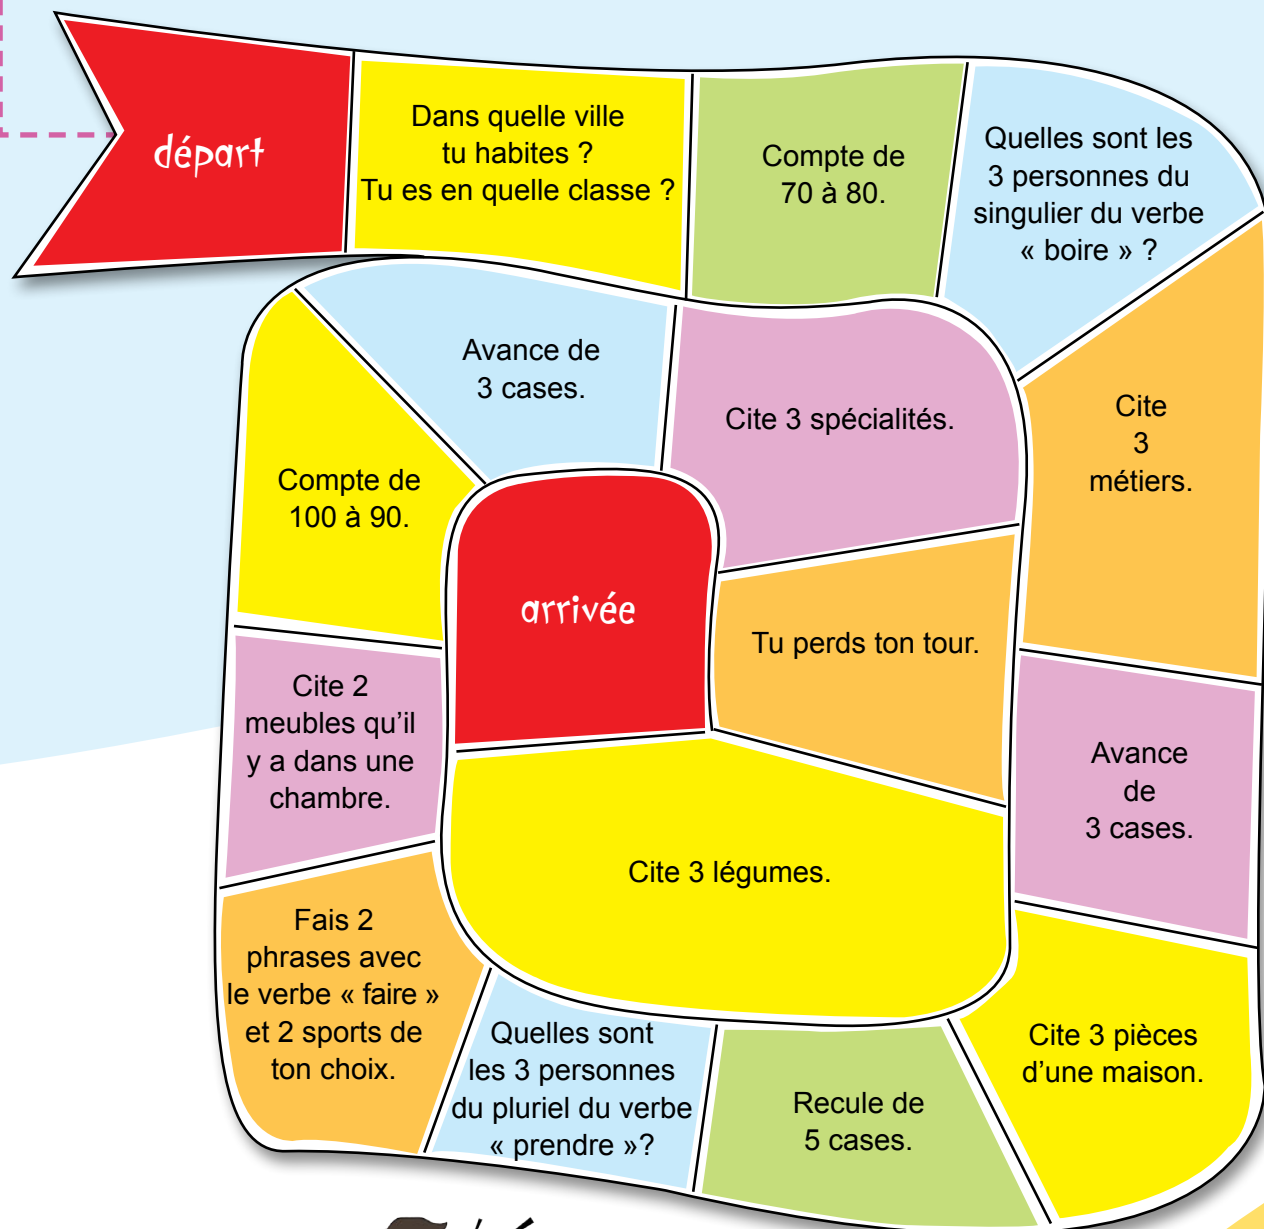 départ
Dans quelle ville
tu habites ?
Tu es en quelle classe ?
Compte de
70 à 80.
Quelles sont les
3 personnes du
singulier du verbe
« boire » ?
Cite
3
métiers.
Avance
de
3 cases.
Cite 3 pièces
d'une maison.
Recule de
5 cases.
Quelles sont
les 3 personnes
du pluriel du verbe
« prendre »?
Fais 2
phrases avec
le verbe « faire »
et 2 sports de
ton choix.
Cite 2
meubles qu'il
y a dans une
chambre.
Compte de
100 à 90.
Avance de
3 cases.
Cite 3 spécialités.
Tu perds ton tour.
Cite 3 légumes.
arrivée